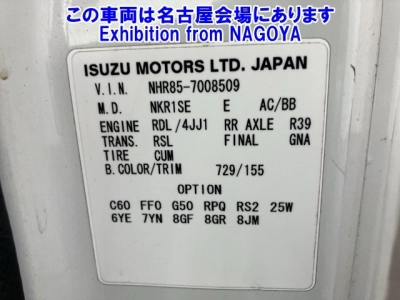 この車両は名古屋会場にあります
Exhibition from NAGOYA
ISUZU MOTORS LTD. JAPAN
V.I.N. NHR85-7008509
M.D. NKR1SE E AC/BB
ENGINE RDL/4JJ1 RR AXLE R39
TRANS. RSL FINAL GNA
TIRE CUM
B.COLOR/TRIM 729/155
OPTION
C60 FF0 G50 RPQ RS2 25W
6YE 7YN 8GF 8GR 8JM